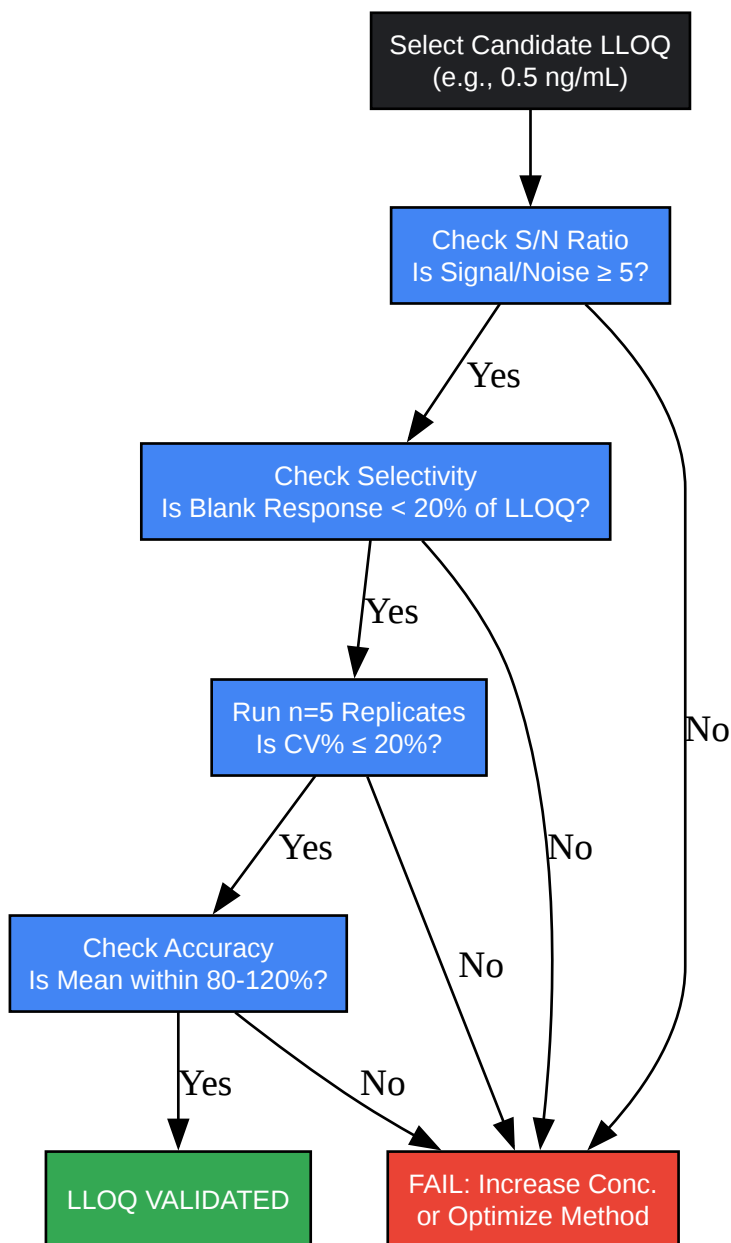 Select Candidate LLOQ
(e.g., 0.5 ng/mL)
Check S/N Ratio
Is Signal/Noise ≥ 5?
Yes
Check Selectivity
Is Blank Response < 20% of LLOQ?
Yes
Run n=5 Replicates
Is CV% ≤ 20%?
No
Yes
No
Check Accuracy
Is Mean within 80-120%?
No
Yes
No
LLOQ VALIDATED
FAIL: Increase Conc.
or Optimize Method